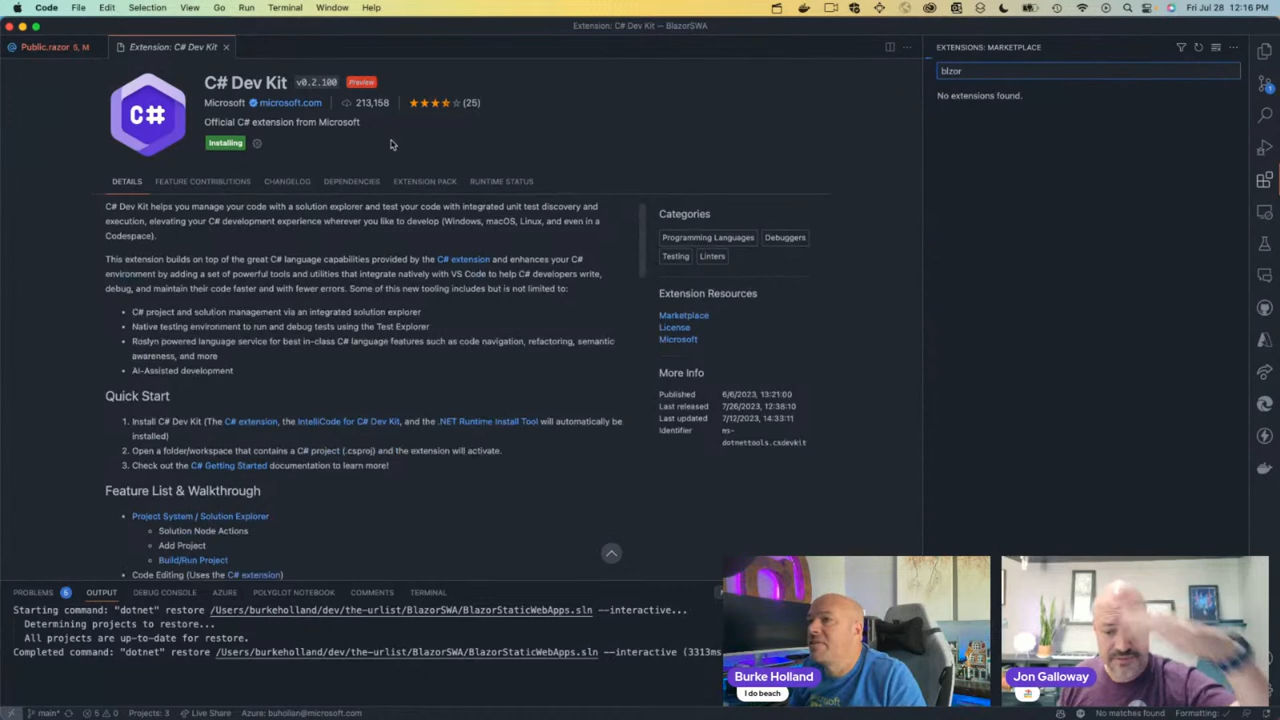 Code File Edit Selection View Go Run Terminal Window Help Fri Jul 28 12:16 PM
Extension: C# Dev Kit — BlazorSWA
Public.razor 5, M
Extension: C# Dev Kit
EXTENSIONS: MARKETPLACE
blzor
No extensions found.
C#
C# Dev Kit v0.2.100 Preview
Microsoft microsoft.com 213,158 (25)
Official C# extension from Microsoft
Installing
DETAILS FEATURE CONTRIBUTIONS CHANGELOG DEPENDENCIES EXTENSION PACK RUNTIME STATUS
C# Dev Kit helps you manage your code with a solution explorer and test your code with integrated unit test discovery and
execution, elevating your C# development experience wherever you like to develop (Windows, macOS, Linux, and even in a
Codespace).
This extension builds on top of the great C# language capabilities provided by the C# extension and enhances your C#
environment by adding a set of powerful tools and utilities that integrate natively with VS Code to help C# developers write,
debug, and maintain their code faster and with fewer errors. Some of this new tooling includes but is not limited to:
C# project and solution management via an integrated solution explorer
Native testing environment to run and debug tests using the Test Explorer
Roslyn powered language service for best in-class C# language features such as code navigation, refactoring, semantic
awareness, and more
AI-Assisted development
Quick Start
1. Install C# Dev Kit (The C# extension, the IntelliCode for C# Dev Kit, and the .NET Runtime Install Tool will automatically be
installed)
2. Open a folder/workspace that contains a C# project (.csproj) and the extension will activate.
3. Check out the C# Getting Started documentation to learn more!
Feature List & Walkthrough
Project System / Solution Explorer
Solution Node Actions
Add Project
Build/Run Project
Code Editing (Uses the C# extension)
Categories
Programming Languages Debuggers
Testing Linters
Extension Resources
Marketplace
License
Microsoft
More Info
Published 6/6/2023, 13:21:00
Last released 7/26/2023, 12:38:10
Last updated 7/12/2023, 14:33:11
Identifier ms-
dotnettools.csdevkit
PROBLEMS 5 OUTPUT DEBUG CONSOLE AZURE POLYGLOT NOTEBOOK COMMENTS TERMINAL
Starting command: "dotnet" restore /Users/burkeholland/dev/the-urlist/BlazorSWA/BlazorStaticWebApps.sln --interactive...
Determining projects to restore...
All projects are up-to-date for restore.
Completed command: "dotnet" restore /Users/burkeholland/dev/the-urlist/BlazorSWA/BlazorStaticWebApps.sln --interactive (3313ms
Burke Holland
I do beach
Jon Galloway
main* 5 0 Projects: 3 Live Share Azure: buhollan@microsoft.com No matches found Formatting: